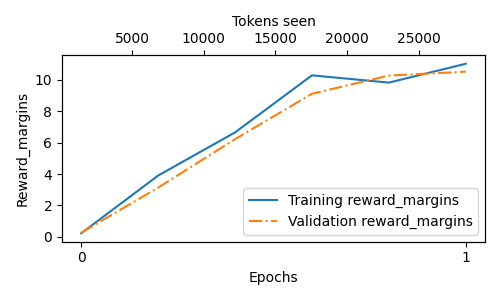 Tokens seen
5000 10000 15000 20000 25000
Reward_margins
10
8
6
4
2
0
Training reward_margins
Validation reward_margins
0 1
Epochs